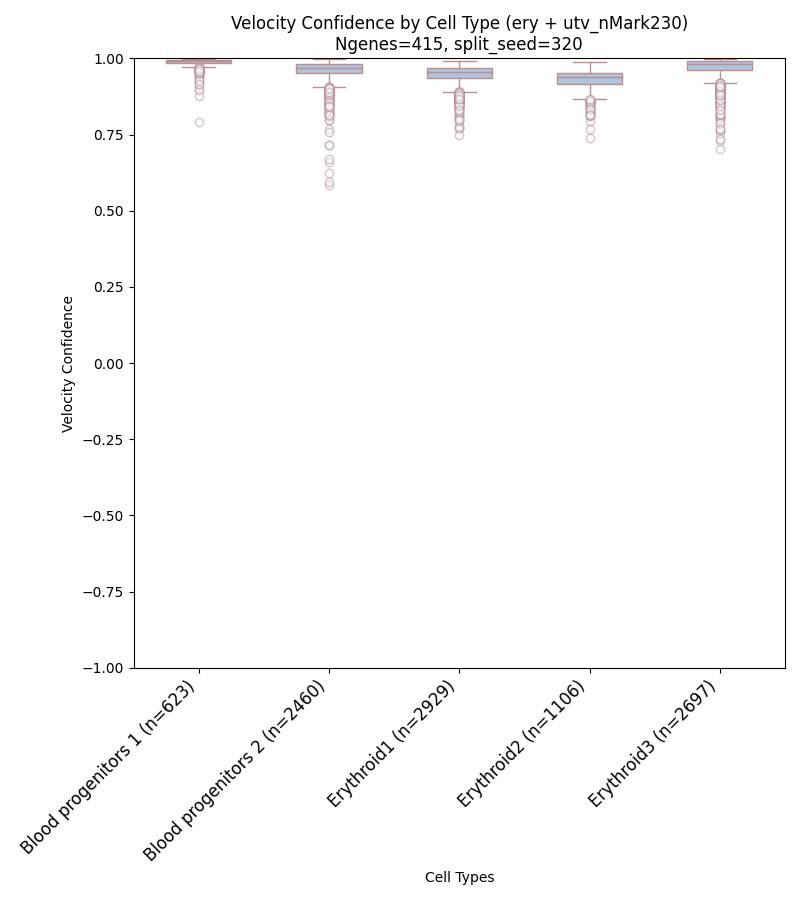 Velocity Confidence by Cell Type (ery + utv_nMark230)
Ngenes=415, split_seed=320
1.00
0.75
0.50
0.25
0.00
−0.25
−0.50
−0.75
−1.00
Velocity Confidence
Blood progenitors 1 (n=623)
Blood progenitors 2 (n=2460)
Erythroid1 (n=2929)
Erythroid2 (n=1106)
Erythroid3 (n=2697)
Cell Types